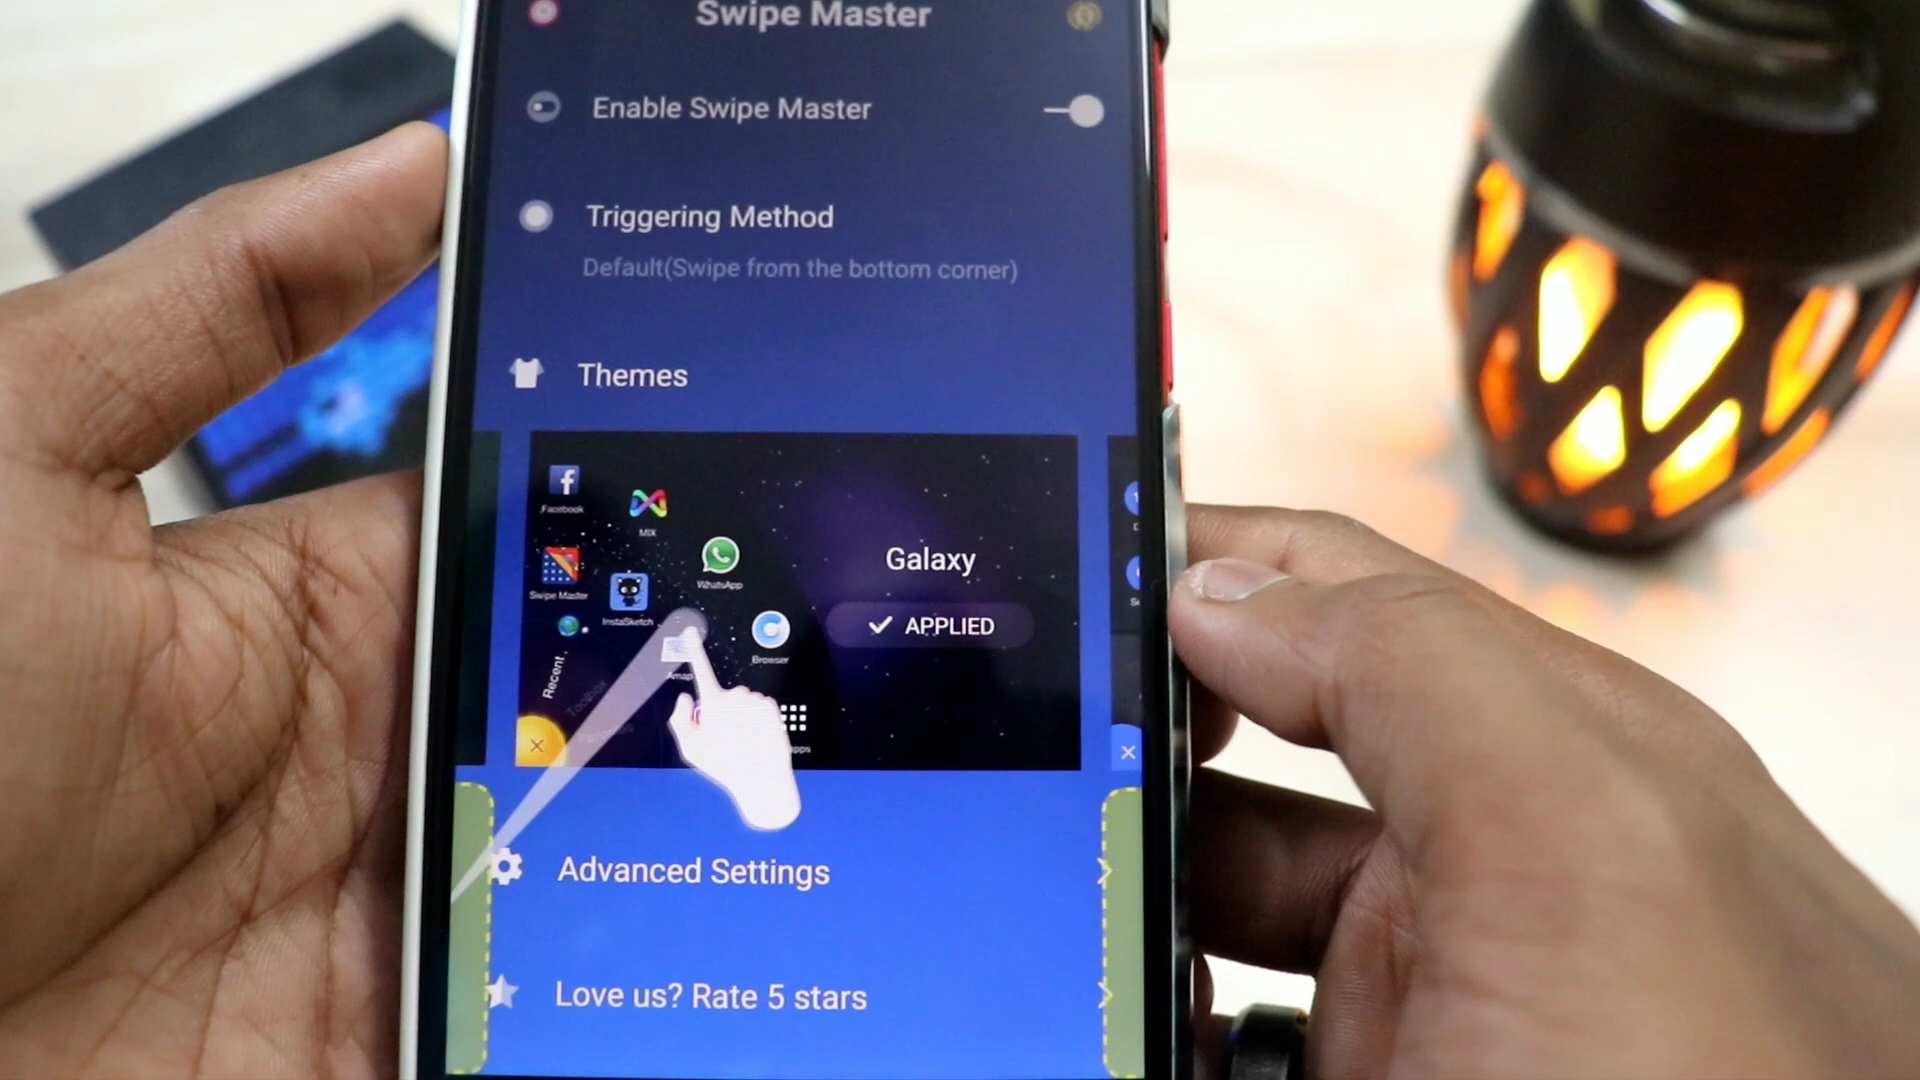 Swipe Master
Enable Swipe Master
Triggering Method
Default(Swipe from the bottom corner)
Themes
Facebook
MIX
WhatsApp
Swipe Master
InstaSketch
Browser
Recent
Toolbox
Galaxy
APPLIED
Advanced Settings
Love us? Rate 5 stars